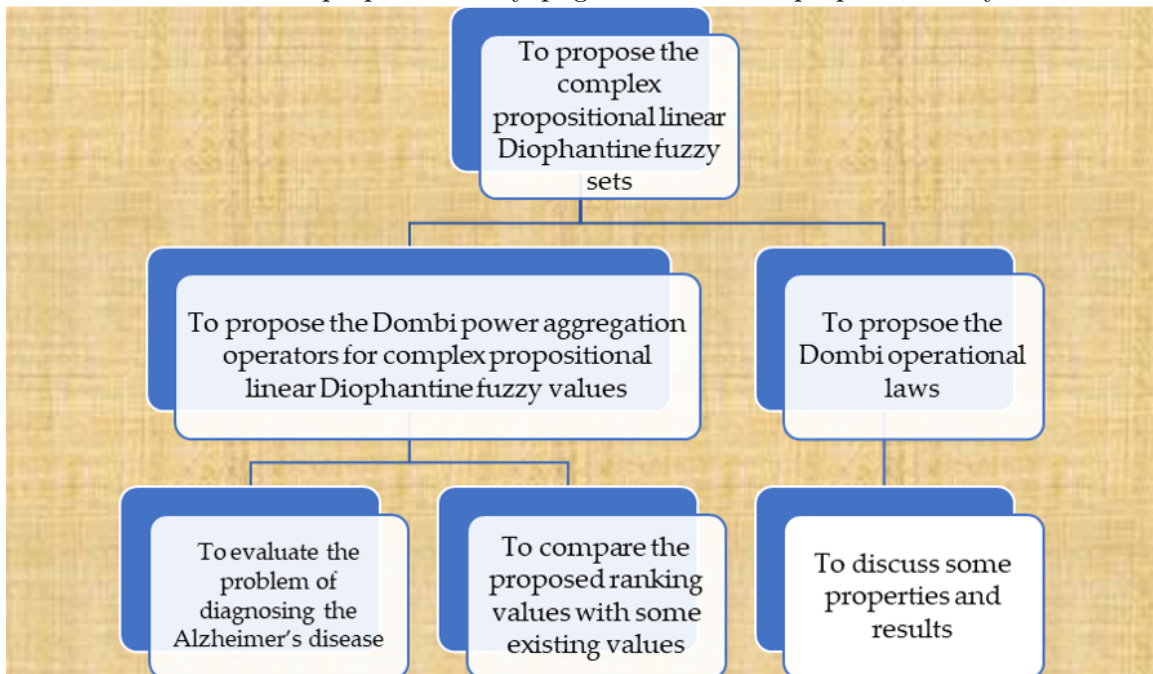 To propose the
complex
propositional linear
Diophantine fuzzy
sets
To propose the Dombi power aggregation
operators for complex propositional
linear Diophantine fuzzy values
To propsoe the
Dombi operational
laws
To evaluate the
problem of
diagnosing the
Alzheimer's disease
To compare the
proposed ranking
values with some
existing values
To discuss some
properties and
results